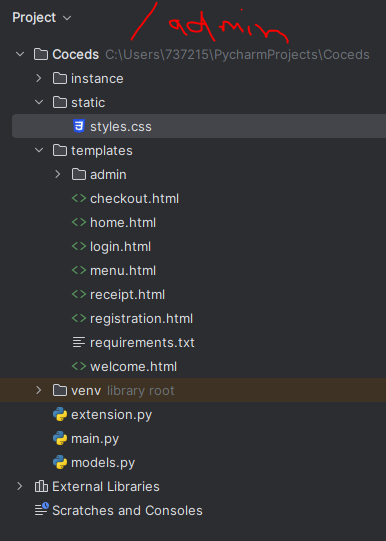 Project
/admin
Coceds C:\Users\737215\PycharmProjects\Coceds
instance
static
styles.css
templates
admin
<> checkout.html
<> home.html
<> login.html
<> menu.html
<> receipt.html
<> registration.html
requirements.txt
<> welcome.html
venv library root
extension.py
main.py
models.py
External Libraries
Scratches and Consoles